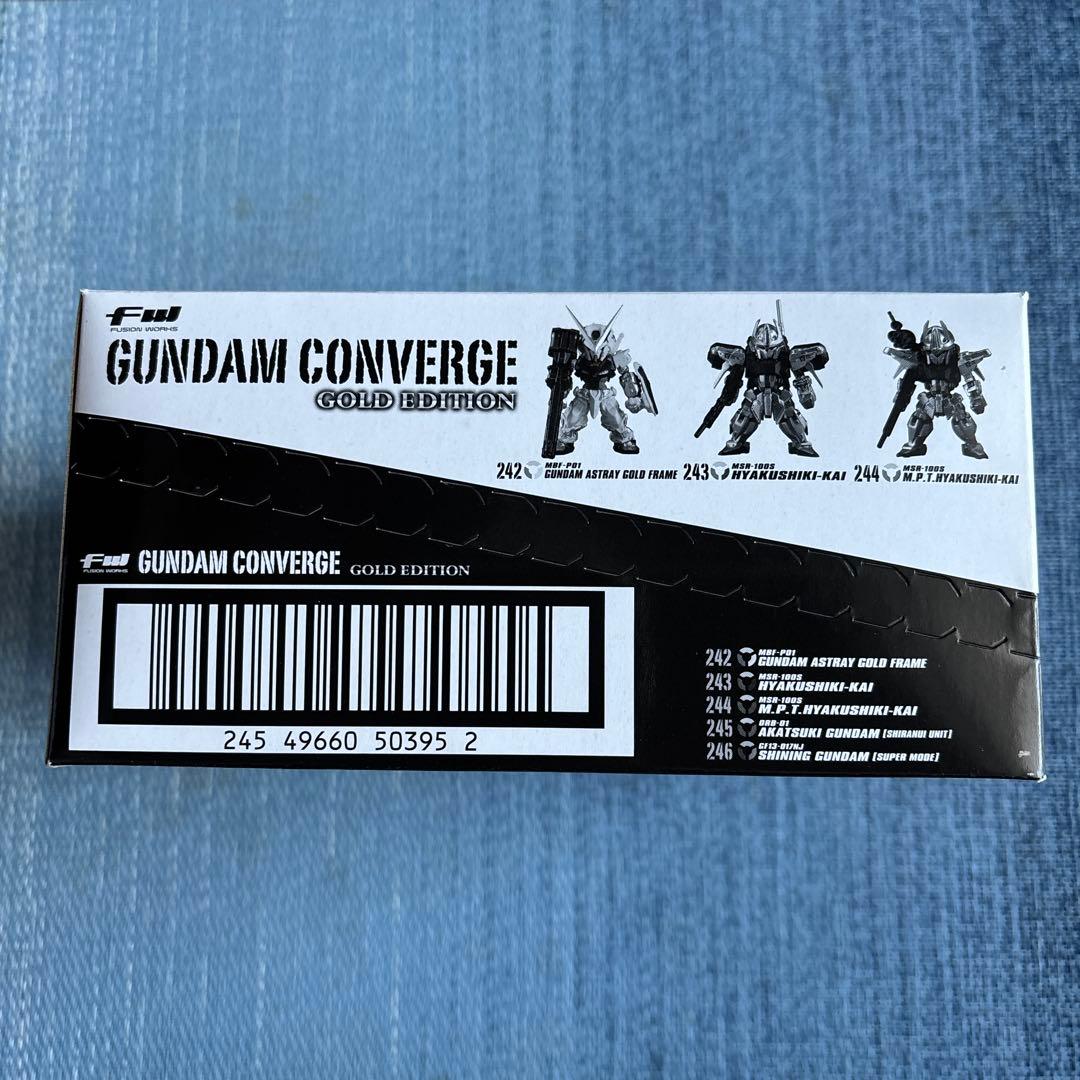 FW
FUSION WORKS
GUNDAM CONVERGE
GOLD EDITION
242 MBF-P01 GUNDAM ASTRAY GOLD FRAME
243 MSR-100S HYAKUSHIKI-KAI
244 MSR-100S M.P.T.HYAKUSHIKI-KAI
FW FUSION WORKS GUNDAM CONVERGE GOLD EDITION
245 49660 50395 2
242 MBF-P01 GUNDAM ASTRAY GOLD FRAME
243 MSR-100S HYAKUSHIKI-KAI
244 MSR-100S M.P.T.HYAKUSHIKI-KAI
245 ORB-01 AKATSUKI GUNDAM [SHIRANUI UNIT]
246 GF13-017NJ SHINING GUNDAM [SUPER MODE]